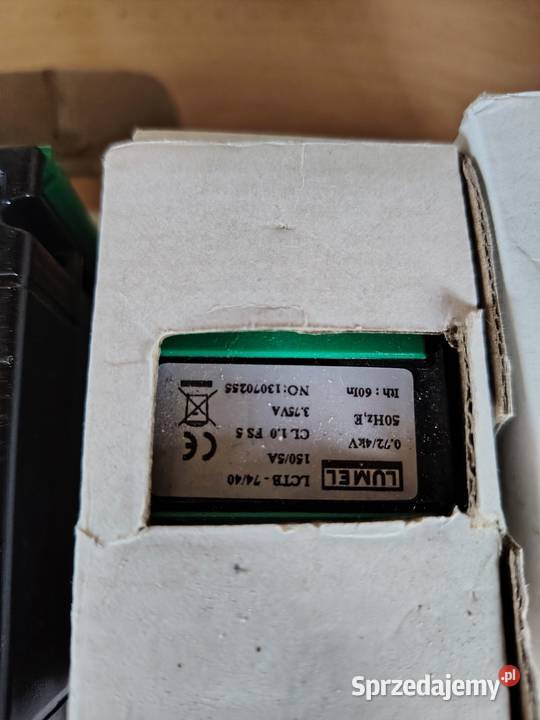 LUMEL
LCTB - 74/40
150/5A
0.72/4kV
CL 1.0 FS 5
50Hz,E
3.75VA
Ith : 60In
NO:13070255
CE
Sprzedajemy.pl